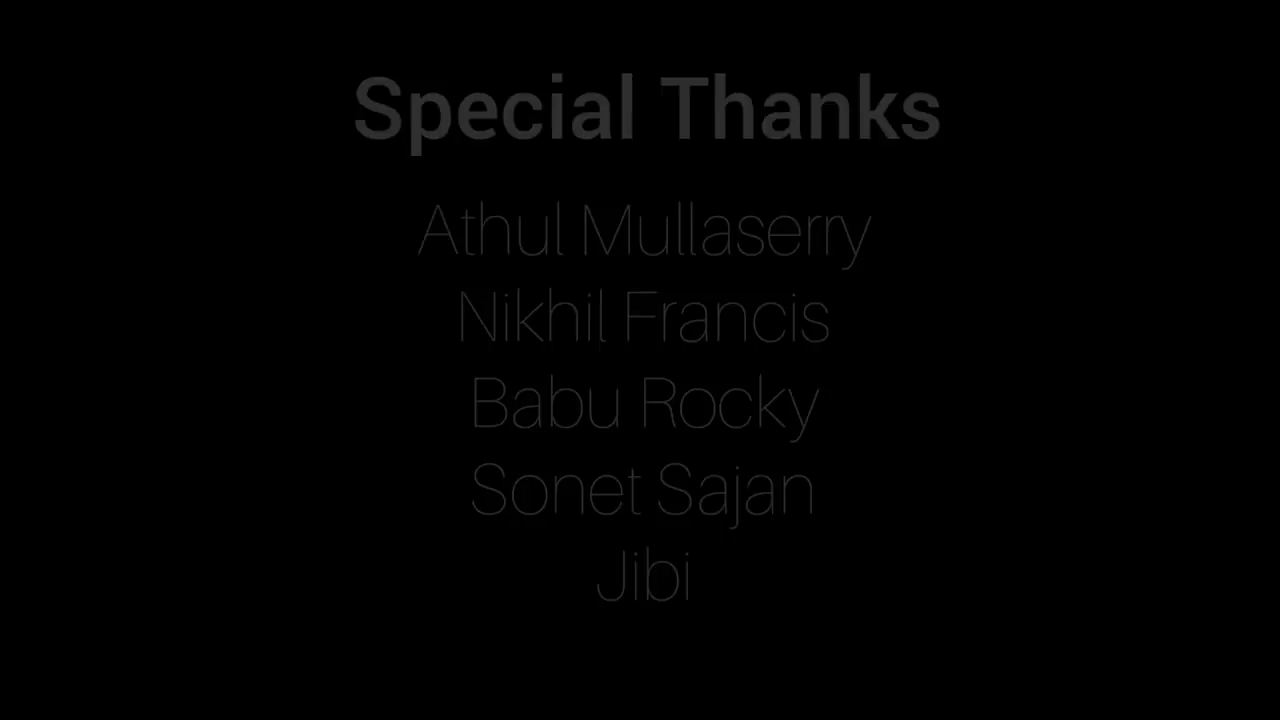 Special Thanks
Athul Mullaserry
Nikhil Francis
Babu Rocky
Sonet Sajan
Jibi